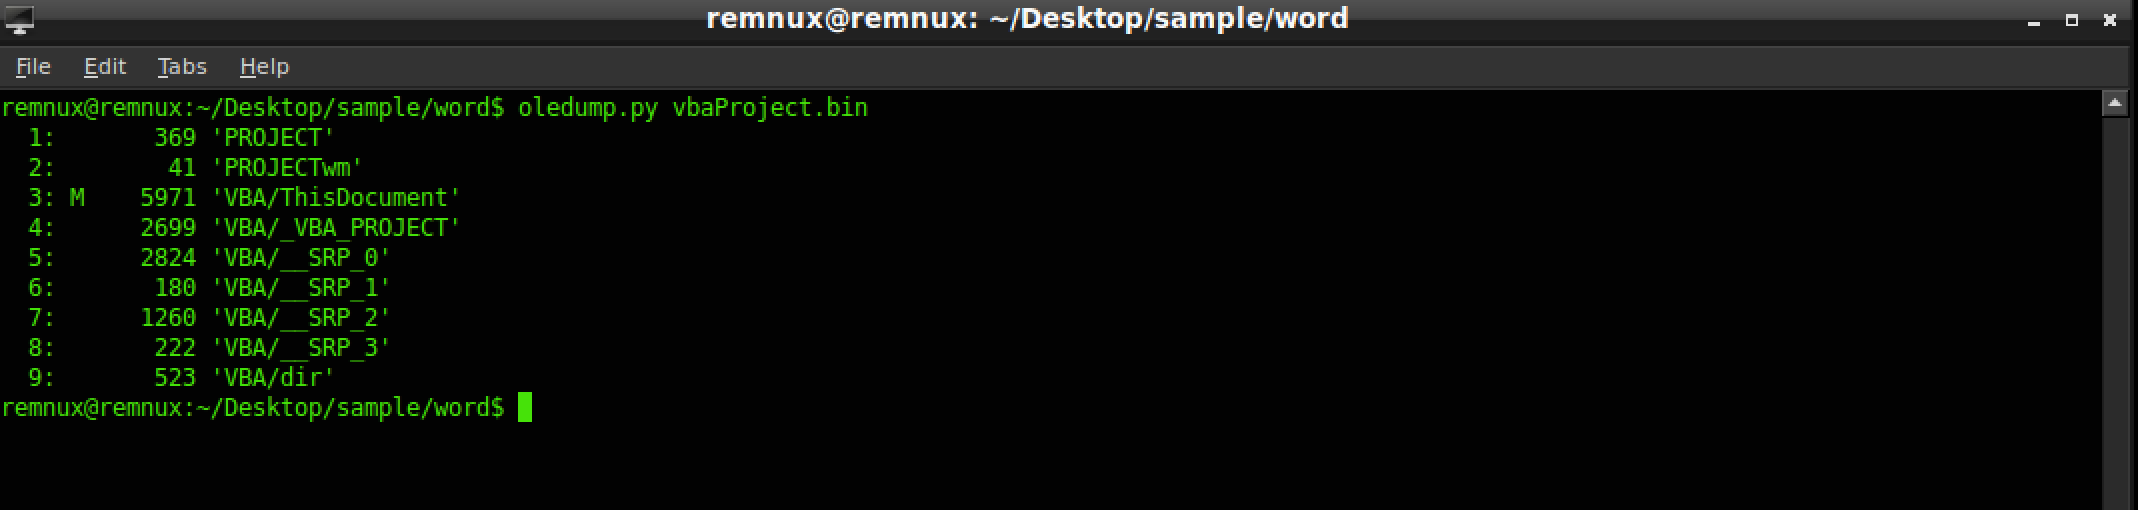 remnux@remnux: ~/Desktop/sample/word
File Edit Tabs Help
remnux@remnux:~/Desktop/sample/word$ oledump.py vbaProject.bin
  1:       369 'PROJECT'
  2:        41 'PROJECTwm'
  3: M    5971 'VBA/ThisDocument'
  4:      2699 'VBA/_VBA_PROJECT'
  5:      2824 'VBA/__SRP_0'
  6:       180 'VBA/__SRP_1'
  7:      1260 'VBA/__SRP_2'
  8:       222 'VBA/__SRP_3'
  9:       523 'VBA/dir'
remnux@remnux:~/Desktop/sample/word$